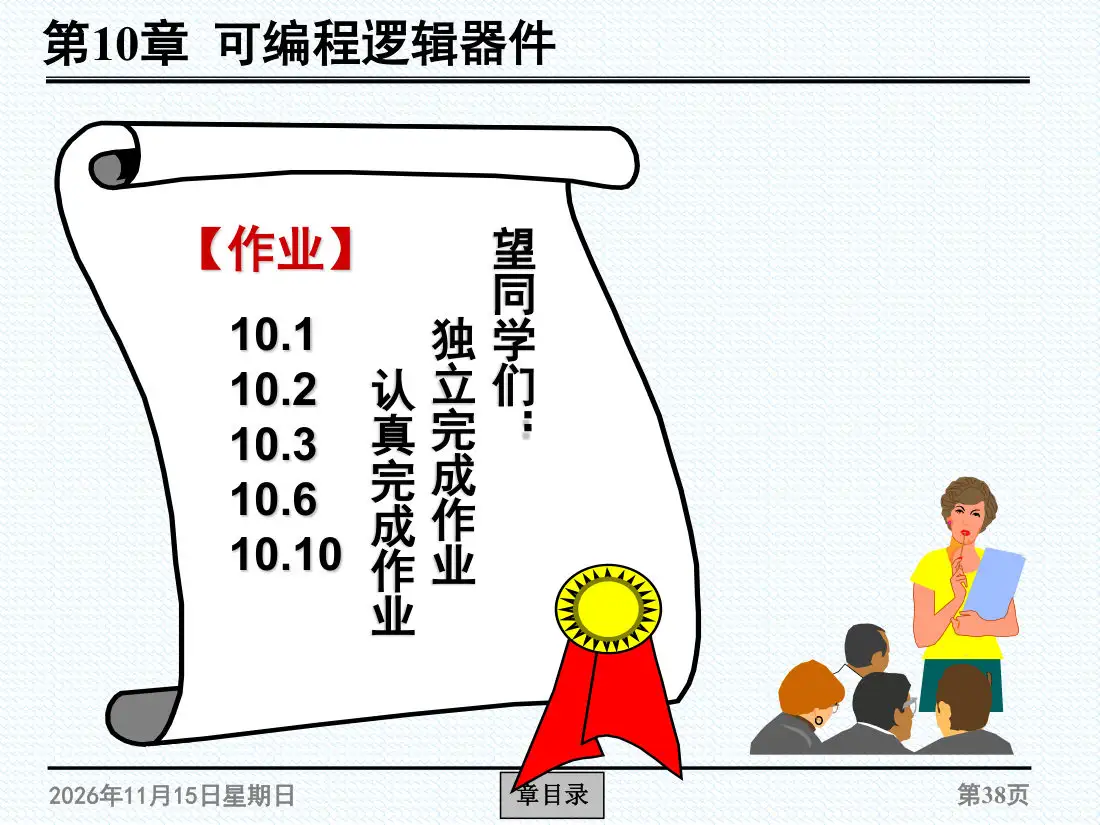 第10章 可编程逻辑器件
【作业】
10.1
10.2
10.3
10.6
10.10
望同学们：
独立完成作业
认真完成作业
2026年11月15日星期日
章目录
第38页